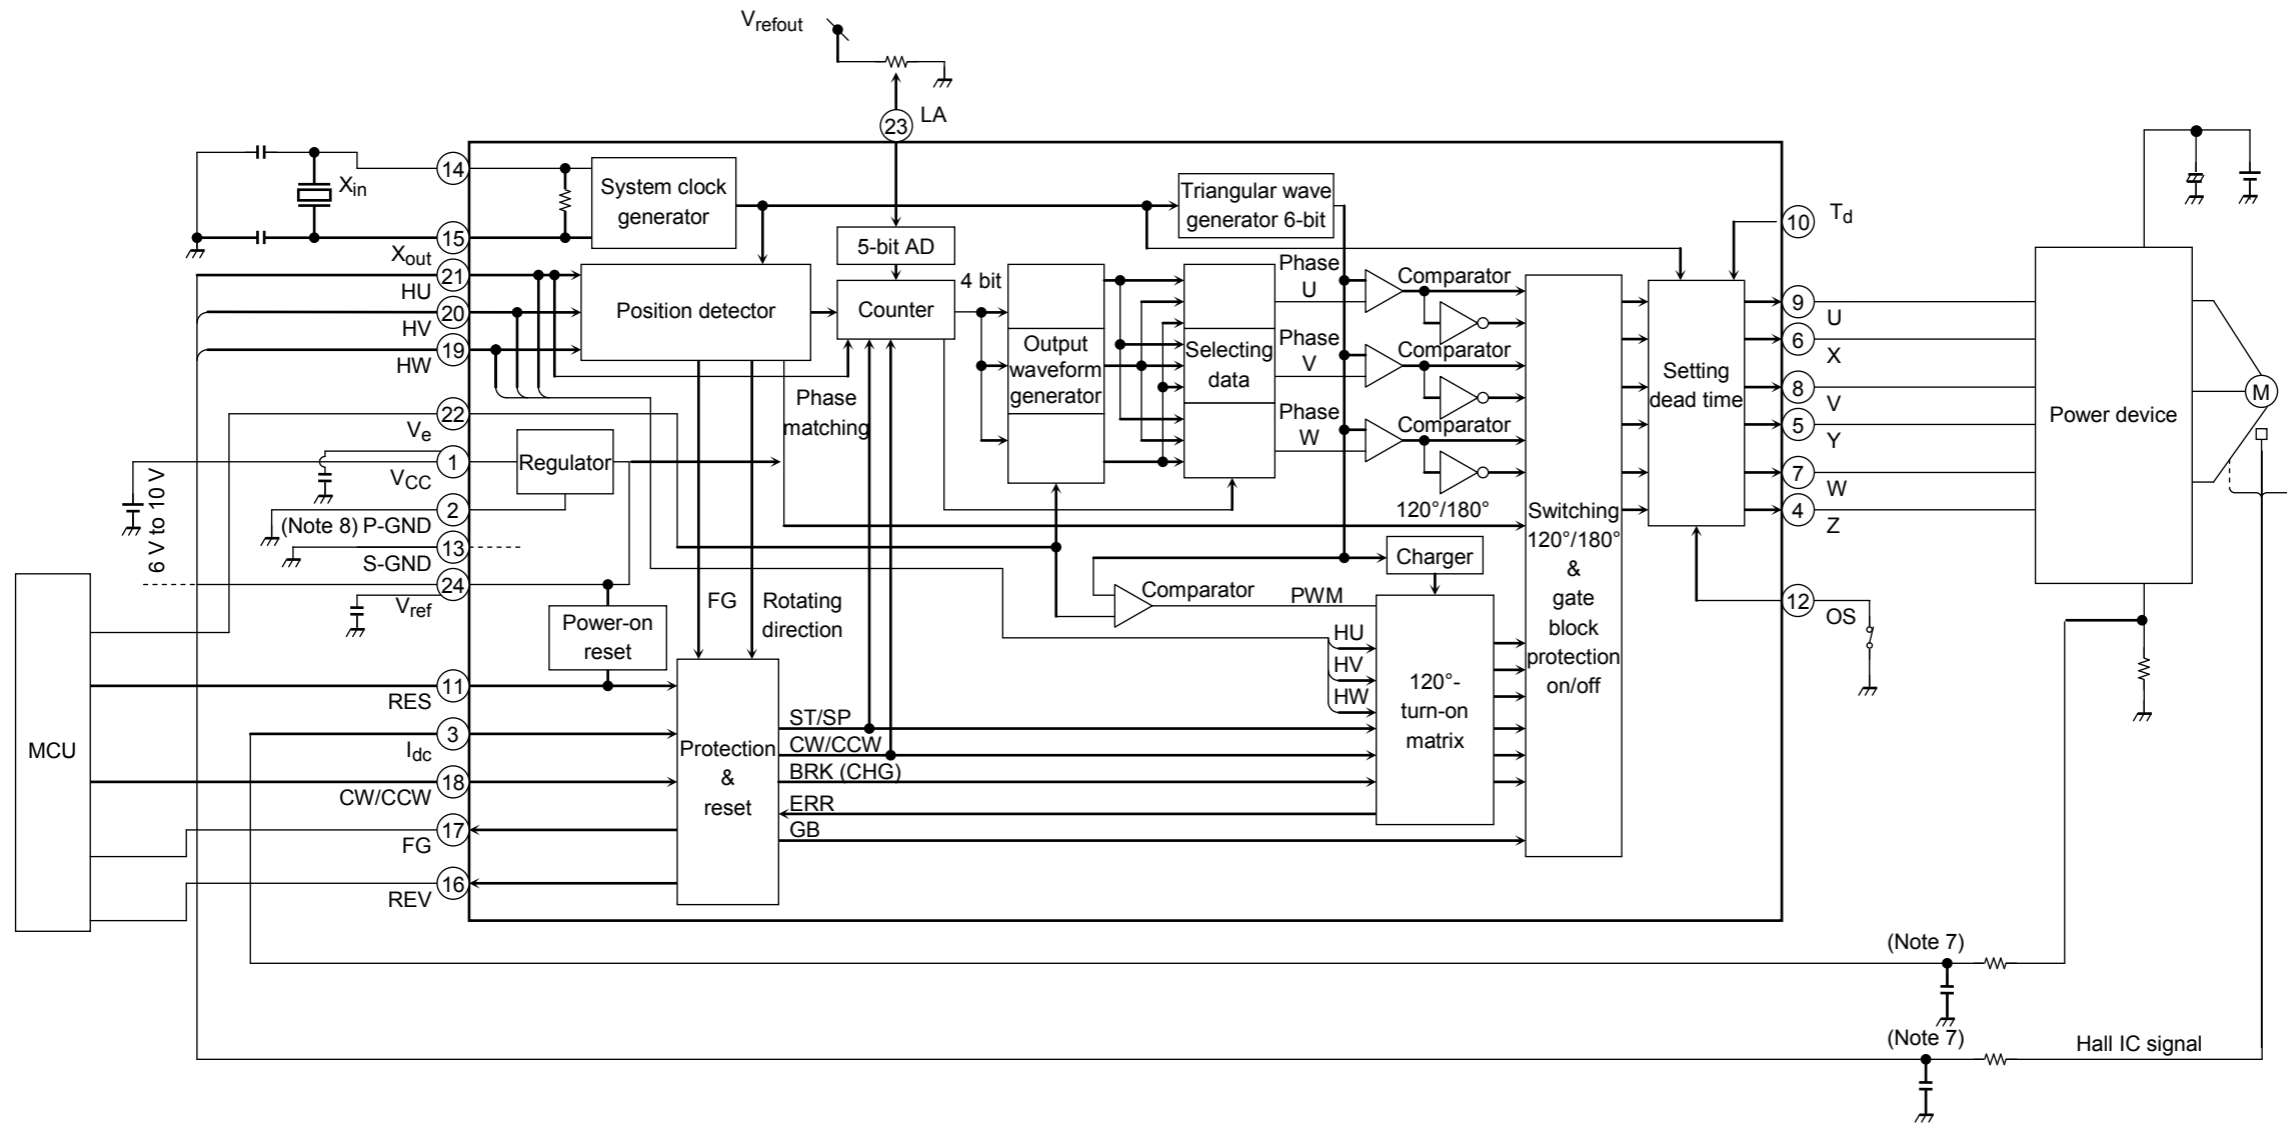 Vrefout
23
LA
14
Xin
System clock
generator
Triangular wave
generator 6-bit
10
Td
15
Xout
5-bit AD
21
HU
20
HV
19
HW
Position detector
Counter
4 bit
Output
waveform
generator
Selecting
data
Phase
U
Phase
V
Phase
W
Comparator
Comparator
Comparator
Setting
dead time
9
U
6
X
8
V
5
Y
7
W
4
Z
Power device
M
Phase
matching
22
Ve
1
VCC
Regulator
6 V to 10 V
2
(Note 8) P-GND
13
S-GND
24
Vref
120°/180°
Switching
120°/180°
&
gate
block
protection
on/off
Charger
Comparator
PWM
FG
Rotating
direction
Power-on
reset
HU
HV
HW
120°-
turn-on
matrix
12
OS
MCU
11
RES
3
Idc
18
CW/CCW
17
FG
16
REV
Protection
&
reset
ST/SP
CW/CCW
BRK (CHG)
ERR
GB
(Note 7)
(Note 7)
Hall IC signal